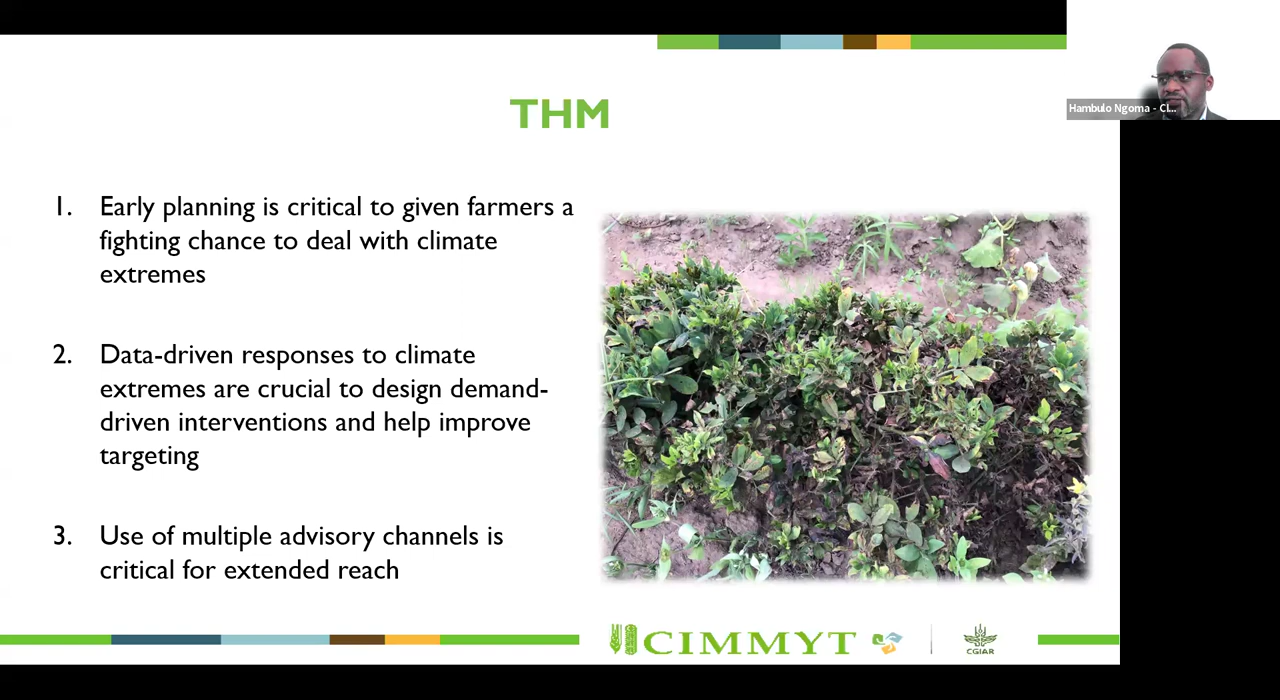 Hambulo Ngoma - CI...
THM
1. Early planning is critical to given farmers a
fighting chance to deal with climate
extremes
2. Data-driven responses to climate
extremes are crucial to design demand-
driven interventions and help improve
targeting
3. Use of multiple advisory channels is
critical for extended reach
CIMMYT
CGIAR